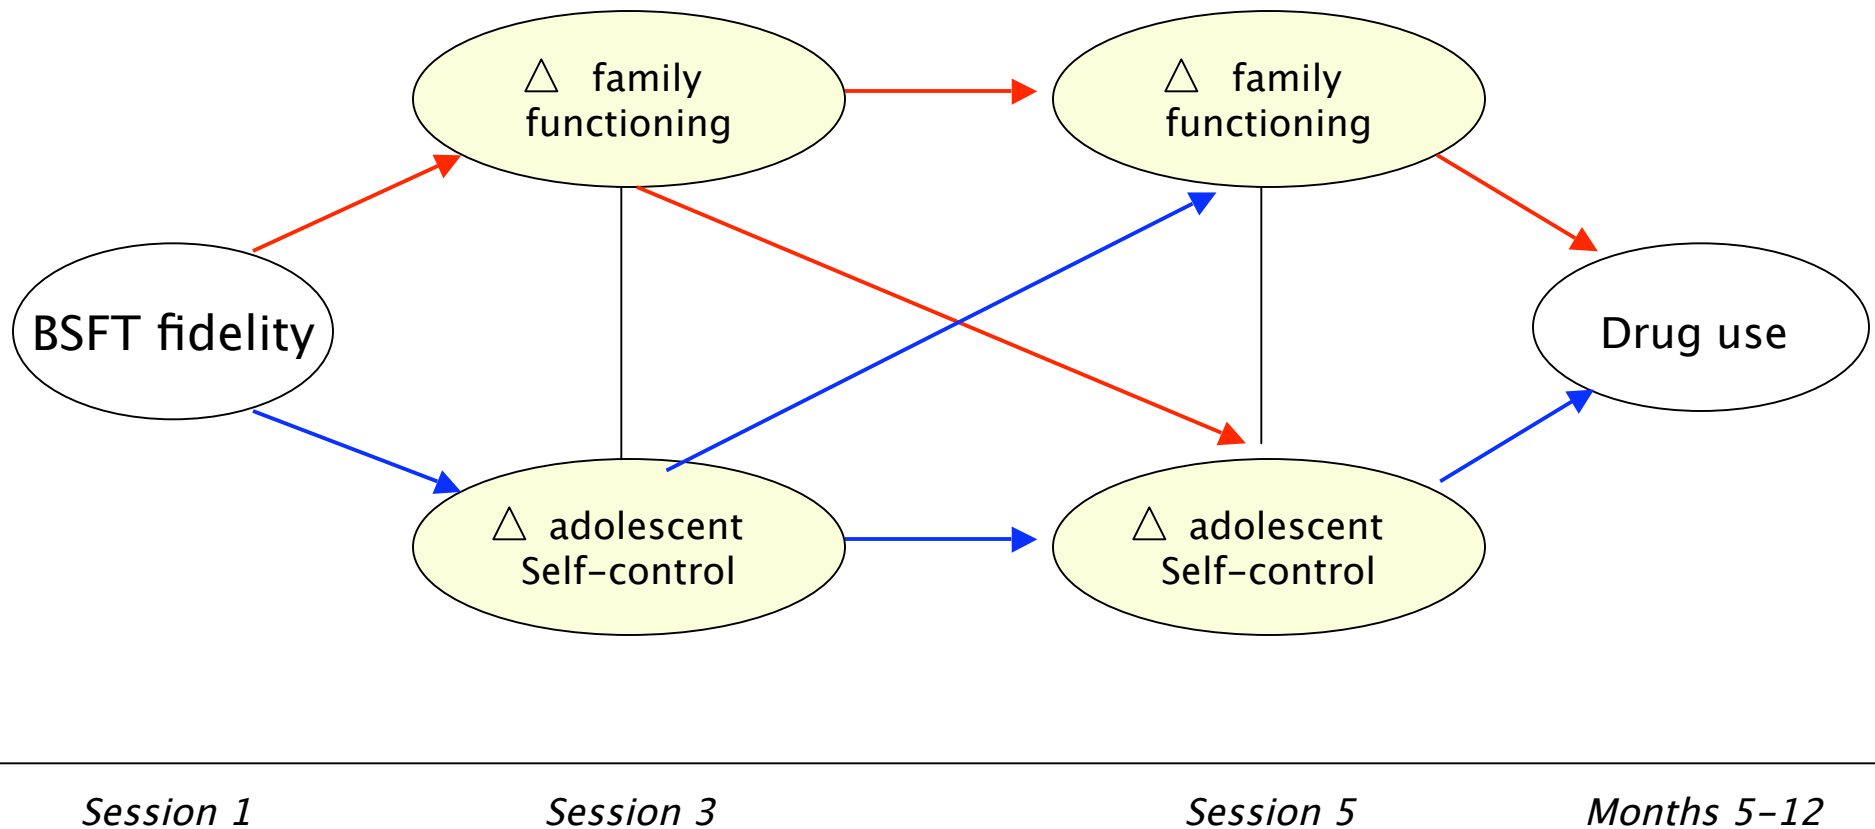 △ family
functioning
△ family
functioning
BSFT fidelity
Drug use
△ adolescent
Self-control
△ adolescent
Self-control
Session 1
Session 3
Session 5
Months 5-12